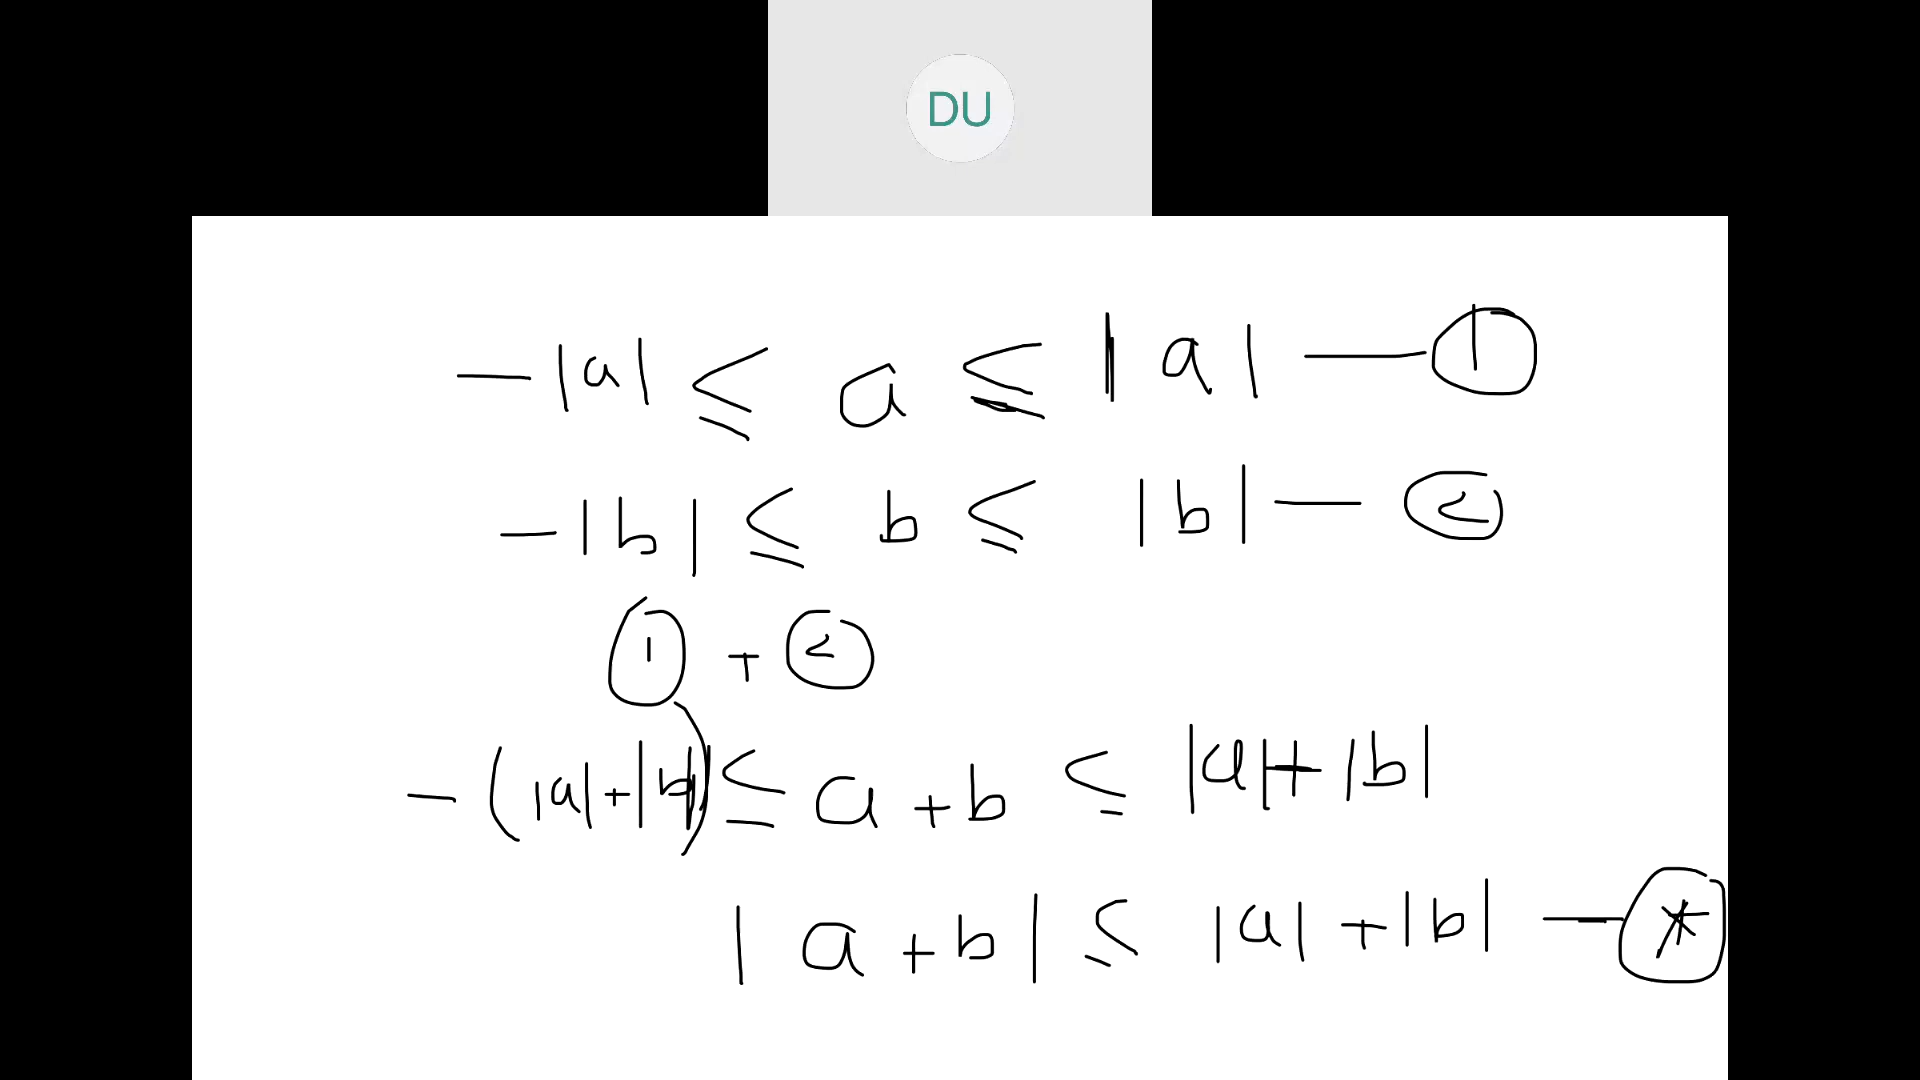 DU
-|a| ≤ a ≤ |a| — ①
-|b| ≤ b ≤ |b| — ②
① + ②
-(|a|+|b|) ≤ a+b ≤ |a|+|b|
|a+b| ≤ |a|+|b| — ⊛